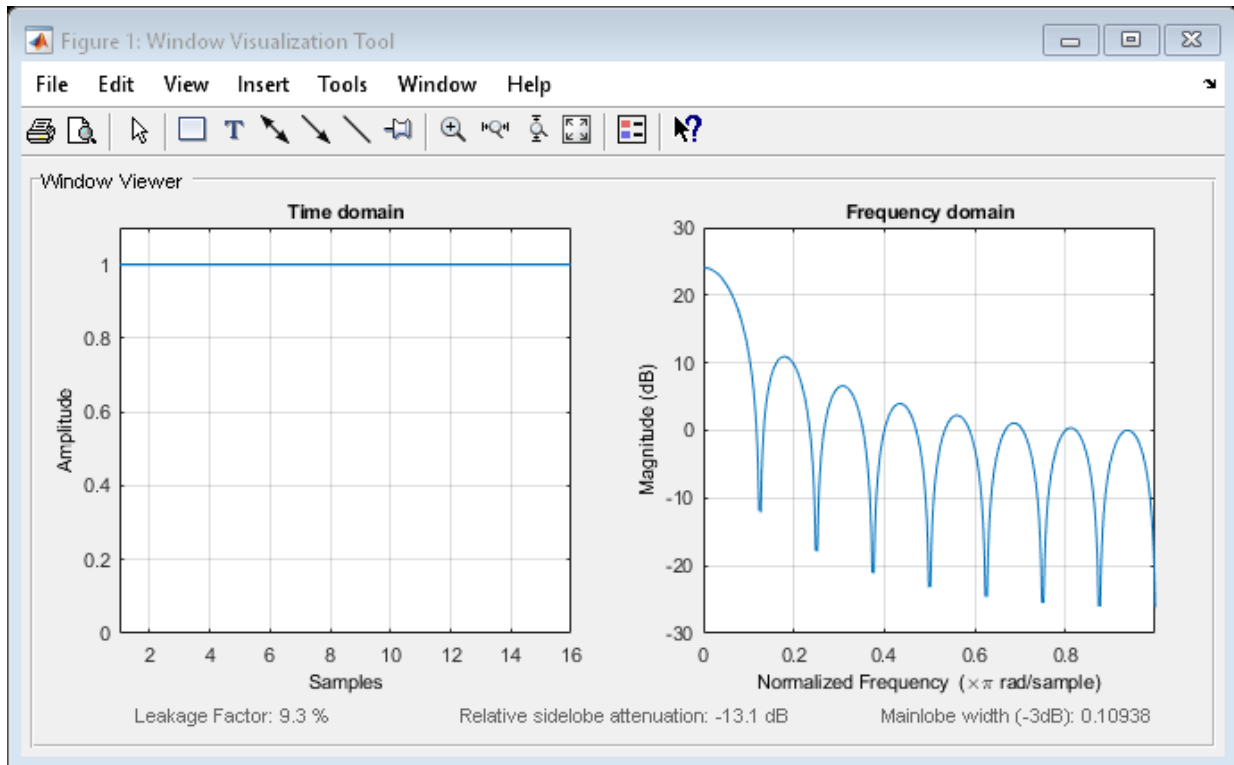 Figure 1: Window Visualization Tool
File Edit View Insert Tools Window Help
T
?
Window Viewer
Time domain
1
0.8
0.6
0.4
0.2
0
Amplitude
2 4 6 8 10 12 14 16
Samples
Frequency domain
30
20
10
0
-10
-20
-30
Magnitude (dB)
0 0.2 0.4 0.6 0.8
Normalized Frequency (×π rad/sample)
Leakage Factor: 9.3 % Relative sidelobe attenuation: -13.1 dB Mainlobe width (-3dB): 0.10938